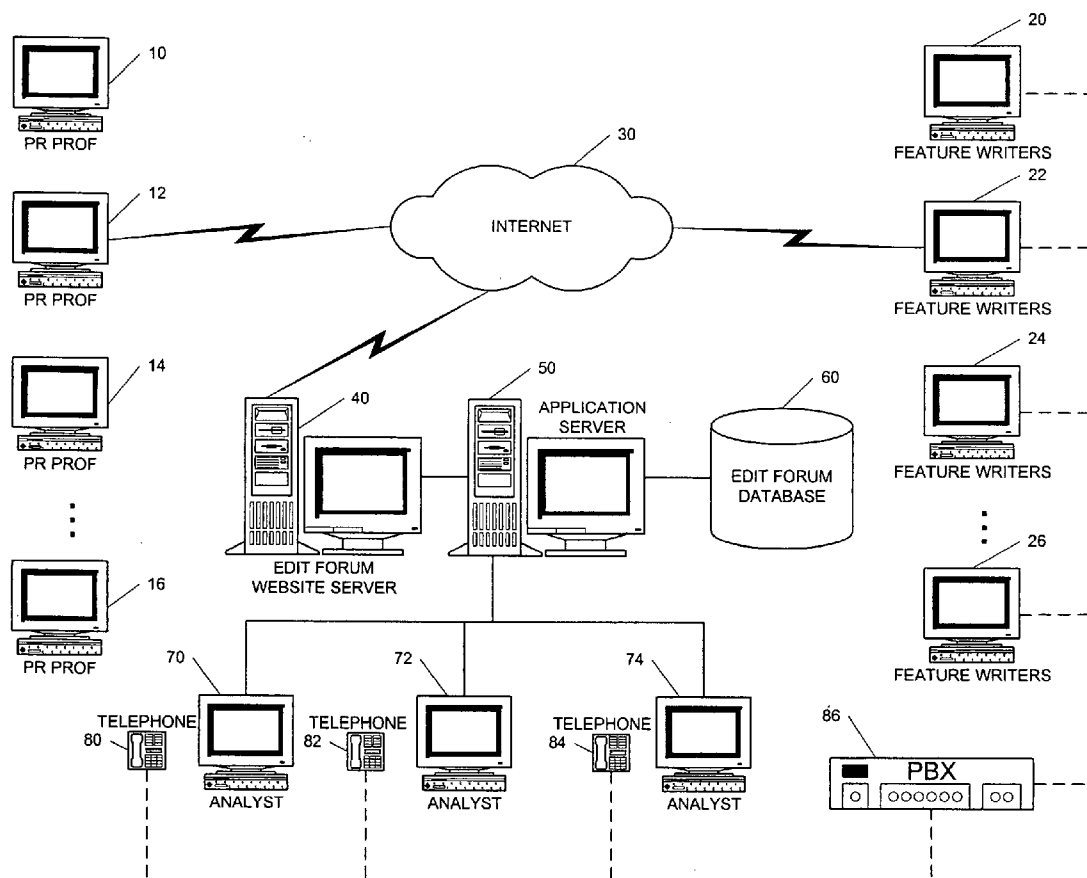 10
PR PROF
12
PR PROF
14
PR PROF
16
PR PROF
20
FEATURE WRITERS
22
FEATURE WRITERS
24
FEATURE WRITERS
26
FEATURE WRITERS
30
INTERNET
40
EDIT FORUM
WEBSITE SERVER
50
APPLICATION
SERVER
60
EDIT FORUM
DATABASE
70
ANALYST
72
ANALYST
74
ANALYST
TELEPHONE
80
TELEPHONE
82
TELEPHONE
84
86
PBX